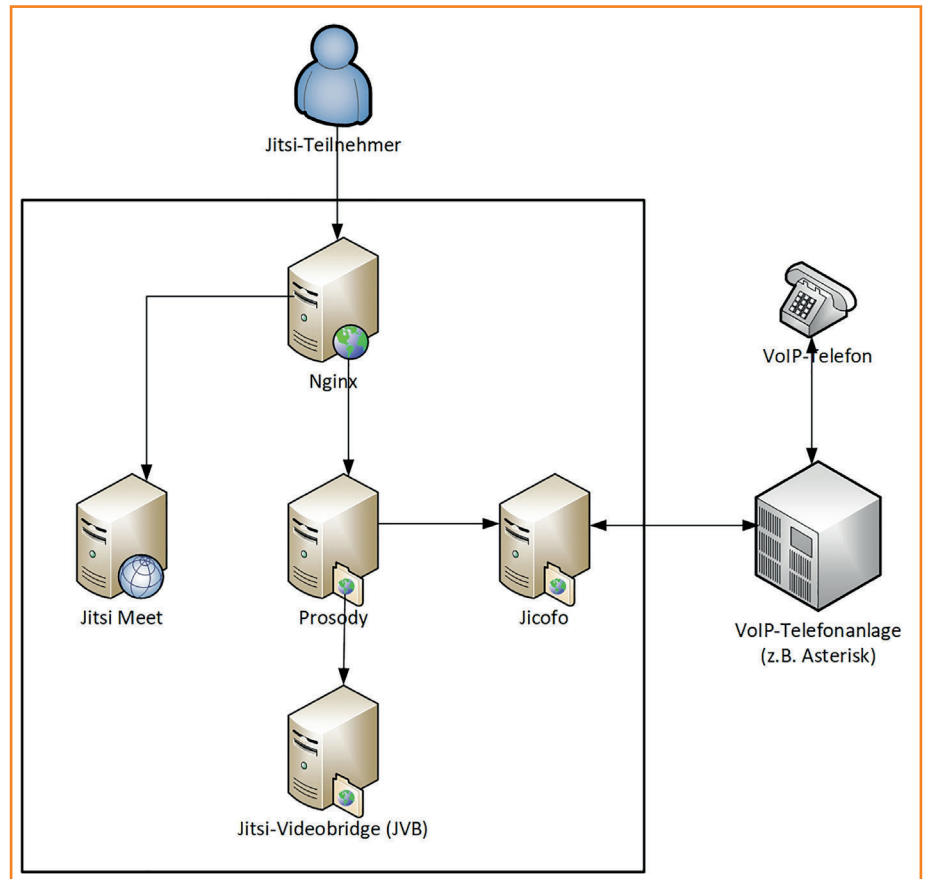 Jitsi-Teilnehmer
Nginx
VoIP-Telefon
Jitsi Meet
Prosody
Jicofo
VoIP-Telefonanlage
(z.B. Asterisk)
Jitsi-Videobridge (JVB)